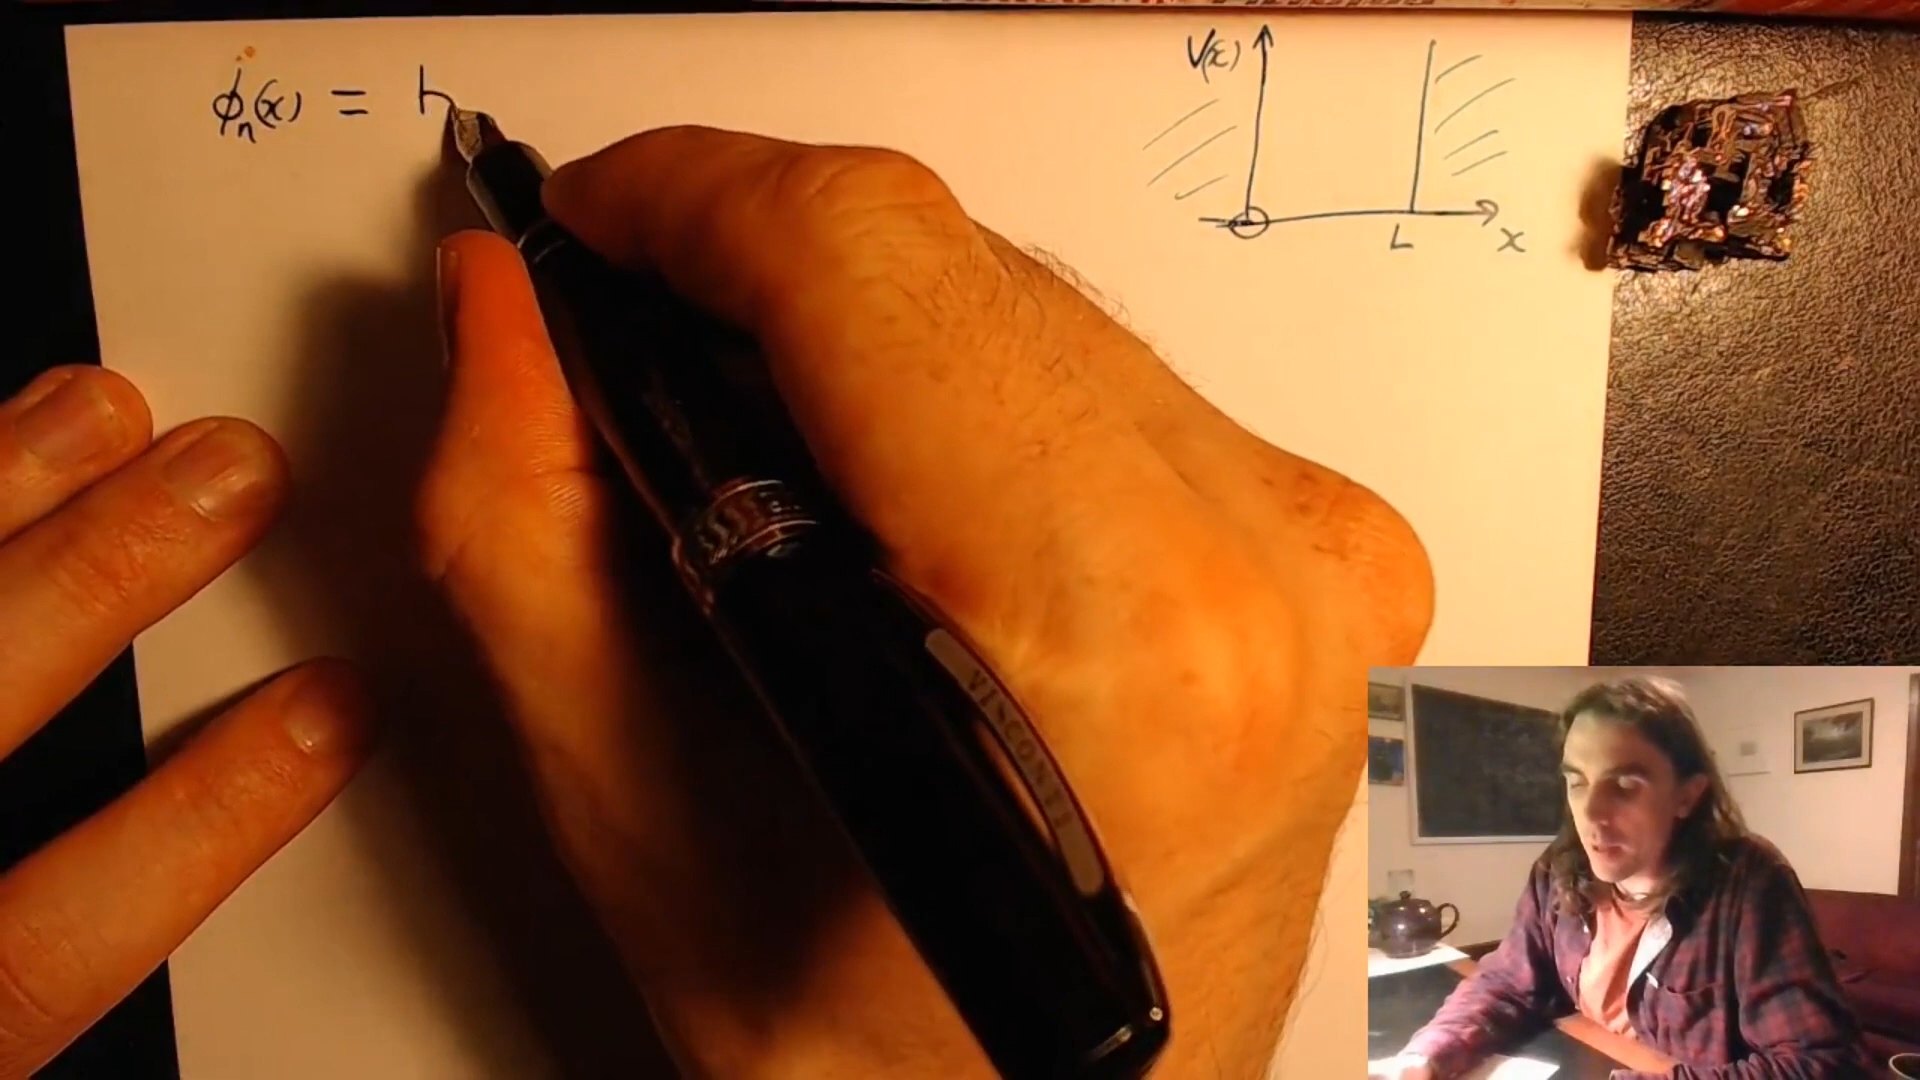 ϕₙ(x) =
V(x)
L
x
VISCONTI